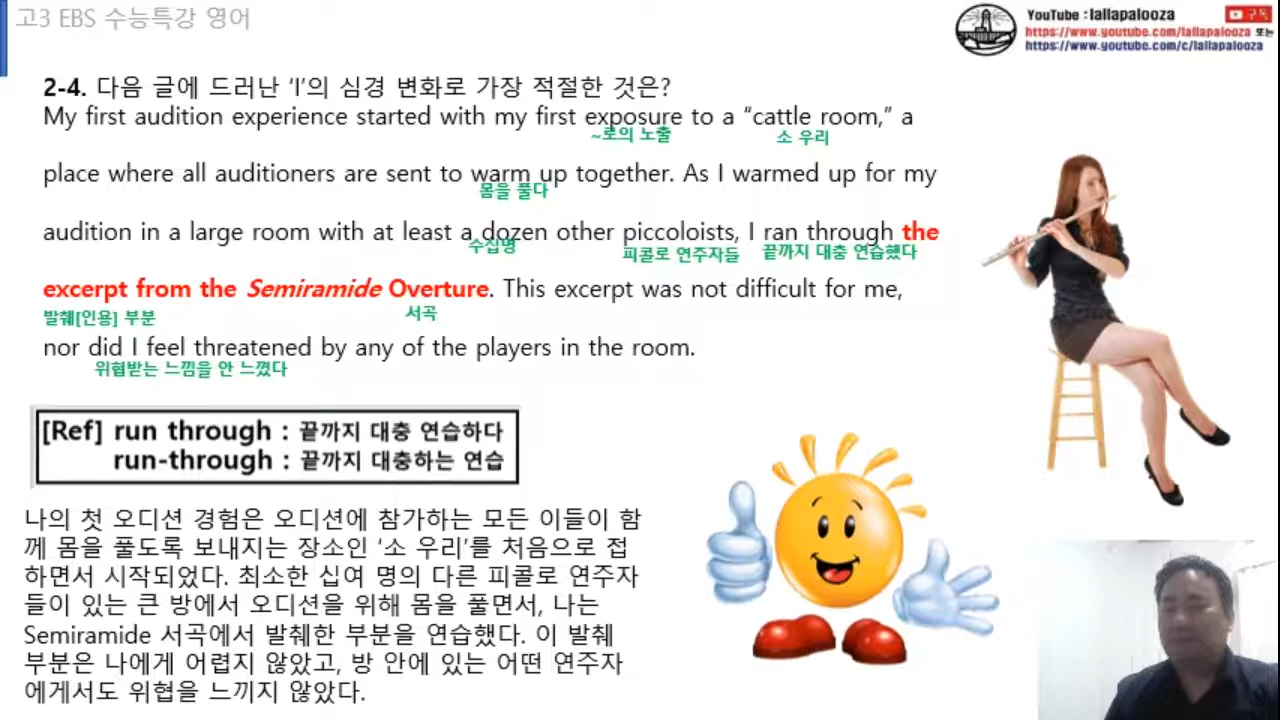 고3 EBS 수능특강 영어
YouTube : lallapalooza
구독
https://www.youtube.com/lallapalooza 또는
https://www.youtube.com/c/lallapalooza
2-4. 다음 글에 드러난 ‘I’의 심경 변화로 가장 적절한 것은?
My first audition experience started with my first exposure to a “cattle room,” a
~로의 노출 소 우리
place where all auditioners are sent to warm up together. As I warmed up for my
몸을 풀다
audition in a large room with at least a dozen other piccoloists, I ran through the
수십명 피콜로 연주자들 끝까지 대충 연습했다
excerpt from the Semiramide Overture. This excerpt was not difficult for me,
발췌[인용] 부분 서곡
nor did I feel threatened by any of the players in the room.
위협받는 느낌을 안 느꼈다
[Ref] run through : 끝까지 대충 연습하다
run-through : 끝까지 대충하는 연습
나의 첫 오디션 경험은 오디션에 참가하는 모든 이들이 함
께 몸을 풀도록 보내지는 장소인 ‘소 우리’를 처음으로 접
하면서 시작되었다. 최소한 십여 명의 다른 피콜로 연주자
들이 있는 큰 방에서 오디션을 위해 몸을 풀면서, 나는
Semiramide 서곡에서 발췌한 부분을 연습했다. 이 발췌
부분은 나에게 어렵지 않았고, 방 안에 있는 어떤 연주자
에게서도 위협을 느끼지 않았다.